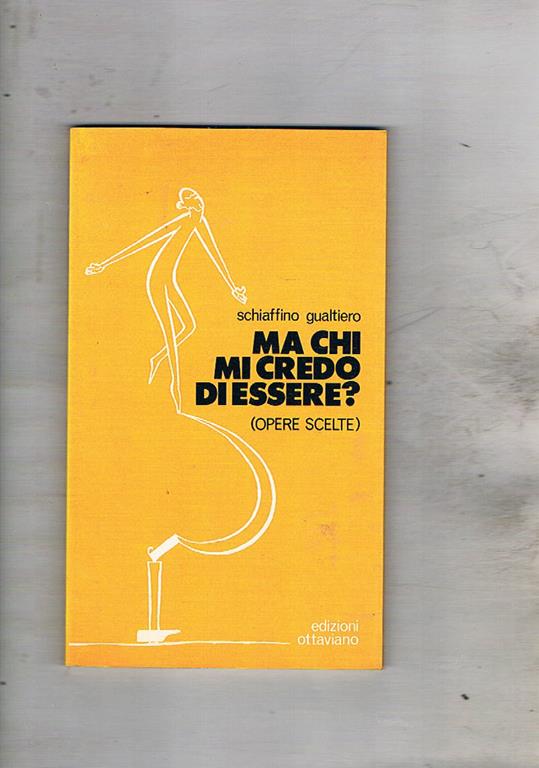 schiaffino gualtiero
MA CHI
MI CREDO
DI ESSERE?
(OPERE SCELTE)
edizioni
ottaviano